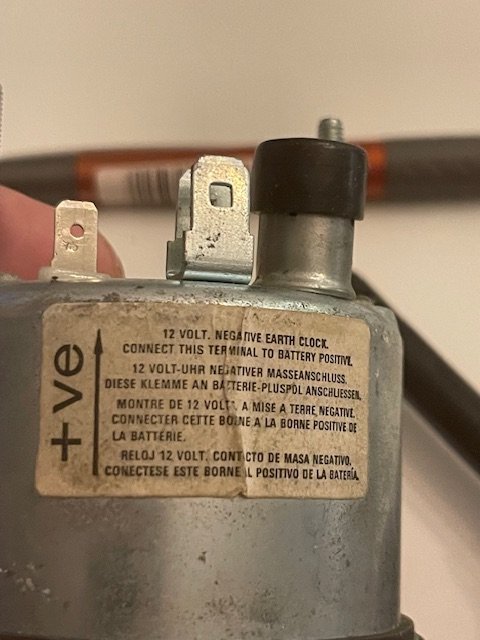 +ve
12 VOLT. NEGATIVE EARTH CLOCK.
CONNECT THIS TERMINAL TO BATTERY POSITIVE.
12 VOLT-UHR NEGATIVER MASSEANSCHLUSS.
DIESE KLEMME AN BATTERIE-PLUSPOL ANSCHLIESSEN.
MONTRE DE 12 VOLTS. A MISE A TERRE NEGATIVE.
CONNECTER CETTE BORNE A LA BORNE POSITIVE DE
LA BATTÉRIE.
RELOJ 12 VOLT. CONTACTO DE MASA NEGATIVO.
CONECTESE ESTE BORNE AL POSITIVO DE LA BATERÍA.